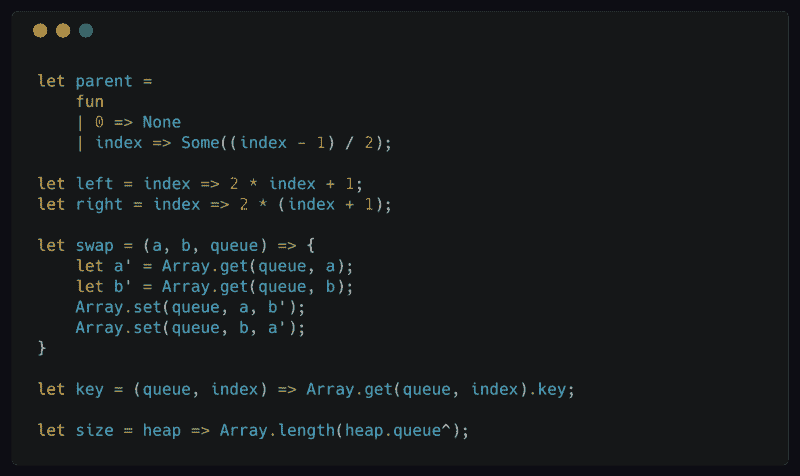 let parent =
    fun
    | 0 => None
    | index => Some((index - 1) / 2);

let left = index => 2 * index + 1;
let right = index => 2 * (index + 1);

let swap = (a, b, queue) => {
    let a' = Array.get(queue, a);
    let b' = Array.get(queue, b);
    Array.set(queue, a, b');
    Array.set(queue, b, a');
}

let key = (queue, index) => Array.get(queue, index).key;

let size = heap => Array.length(heap.queue^);